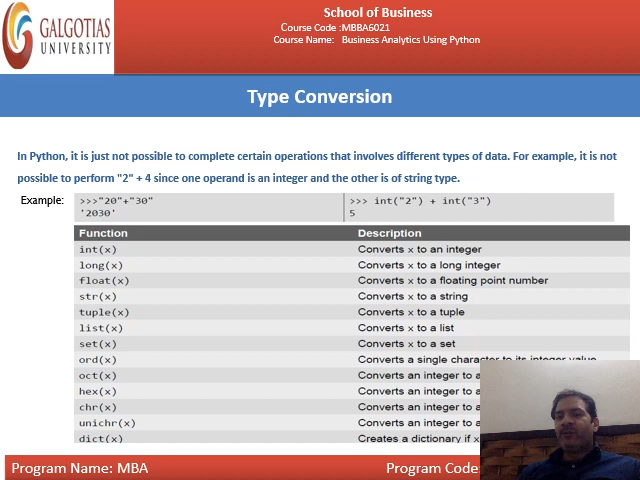 GALGOTIAS
UNIVERSITY
School of Business
Course Code :MBBA6021
Course Name: Business Analytics Using Python
Type Conversion
In Python, it is just not possible to complete certain operations that involves different types of data. For example, it is not
possible to perform "2" + 4 since one operand is an integer and the other is of string type.
Example: >>>"20"+"30" >>> int("2") + int("3")
'2030' 5
Function Description
int(x) Converts x to an integer
long(x) Converts x to a long integer
float(x) Converts x to a floating point number
str(x) Converts x to a string
tuple(x) Converts x to a tuple
list(x) Converts x to a list
set(x) Converts x to a set
ord(x) Converts a single character to its integer value
oct(x) Converts an integer to a
hex(x) Converts an integer to a
chr(x) Converts an integer to a
unichr(x) Converts an integer to a
dict(x) Creates a dictionary if x
Program Name: MBA Program Code: